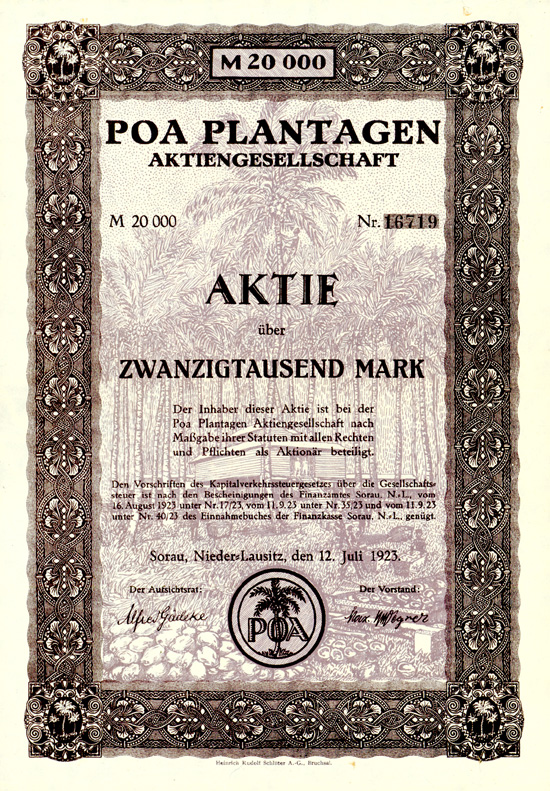 M 20 000
POA PLANTAGEN
AKTIENGESELLSCHAFT
M 20 000 Nr. 16719
AKTIE
über
ZWANZIGTAUSEND MARK
Der Inhaber dieser Aktie ist bei der
Poa Plantagen Aktiengesellschaft nach
Maßgabe ihrer Statuten mit allen Rechten
und Pflichten als Aktionär beteiligt.
Den Vorschriften des Kapitalverkehrssteuergesetzes über die Gesellschafts-
steuer ist nach den Bescheinigungen des Finanzamtes Sorau, N.-L., vom
16. August 1923 unter Nr. 17/23, vom 11.9.23 unter Nr. 35/23 und vom 11.9.23
unter Nr. 40/23 des Einnahmebuches der Finanzkasse Sorau, N.-L., genügt.
Sorau, Nieder-Lausitz, den 12. Juli 1923.
Der Aufsichtsrat: Der Vorstand:
Alfred
POA
Heinrich Rudolf Schlitter A.-G., Bruchsal.